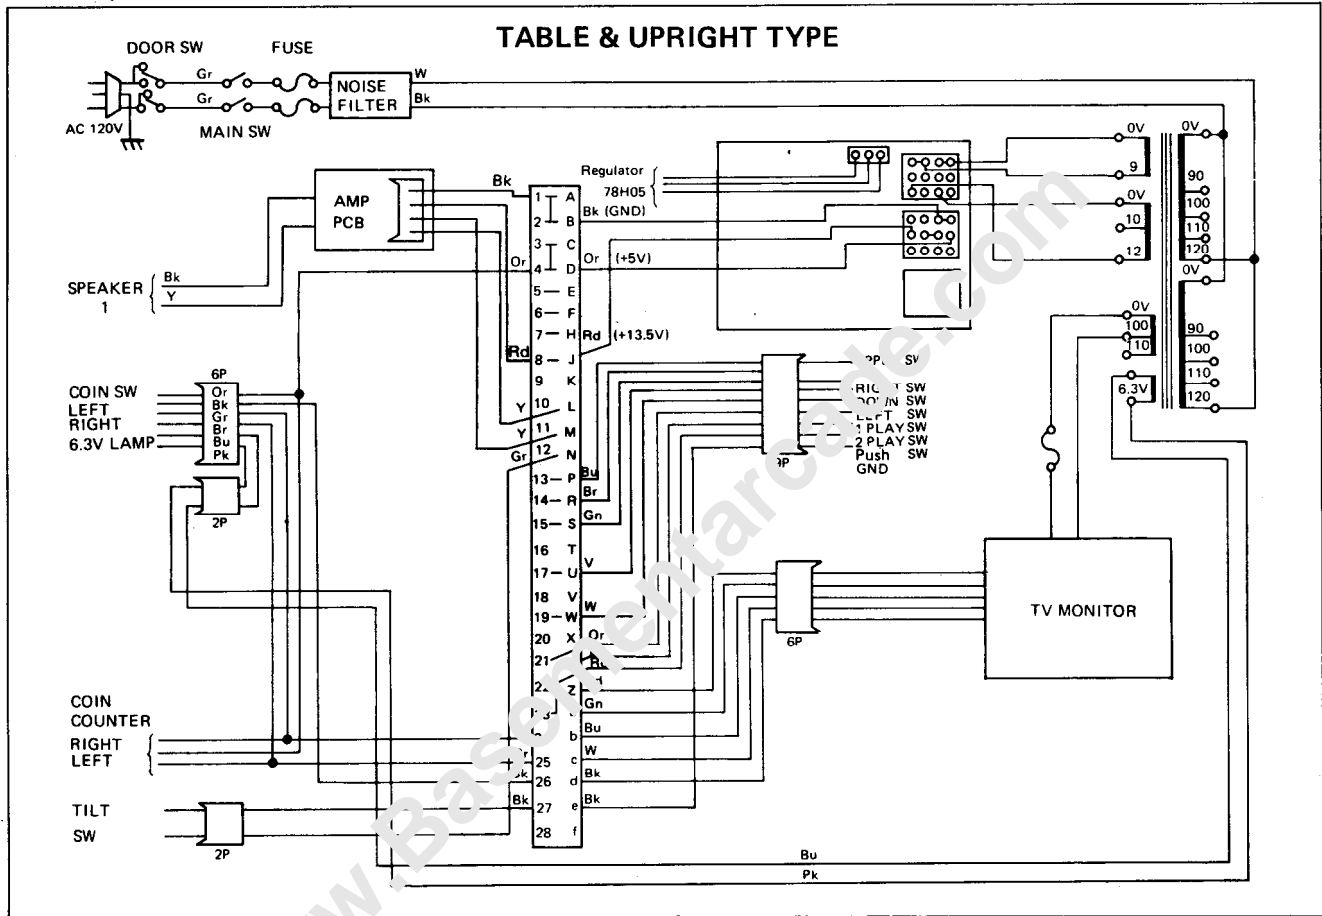 TABLE & UPRIGHT TYPE
DOOR SW
FUSE
Gr
Gr
NOISE
FILTER
W
Bk
AC 120V
MAIN SW
AMP
PCB
Bk
Regulator
78H05
Bk (GND)
Or
Or (+5V)
Rd (+13.5V)
Rd
SPEAKER
1
Bk
Y
0V
9
0V
10
12
0V
90
100
110
120
0V
90
100
110
120
0V
100
110
6.3V
1 A
2 B
3 C
4 D
5 E
6 F
7 H
8 J
9 K
10 L
11 M
12 N
13 P
14 R
15 S
16 T
17 U
18 V
19 W
20 X
21
Z
b
25 c
26 d
27 e
28 f
Y
Y
Gr
Bu
Br
Gn
V
W
Or
Gn
Bu
W
Bk
Bk
Bk
Bk
6P
COIN SW
LEFT
RIGHT
6.3V LAMP
Or
Bk
Gr
Br
Bu
Pk
2P
SW
RIGHT SW
DOWN SW
LEFT SW
1 PLAY SW
2 PLAY SW
Push
GND
9P
6P
TV MONITOR
COIN
COUNTER
RIGHT
LEFT
TILT
SW
2P
Bu
Pk
www.Basementarcade.com